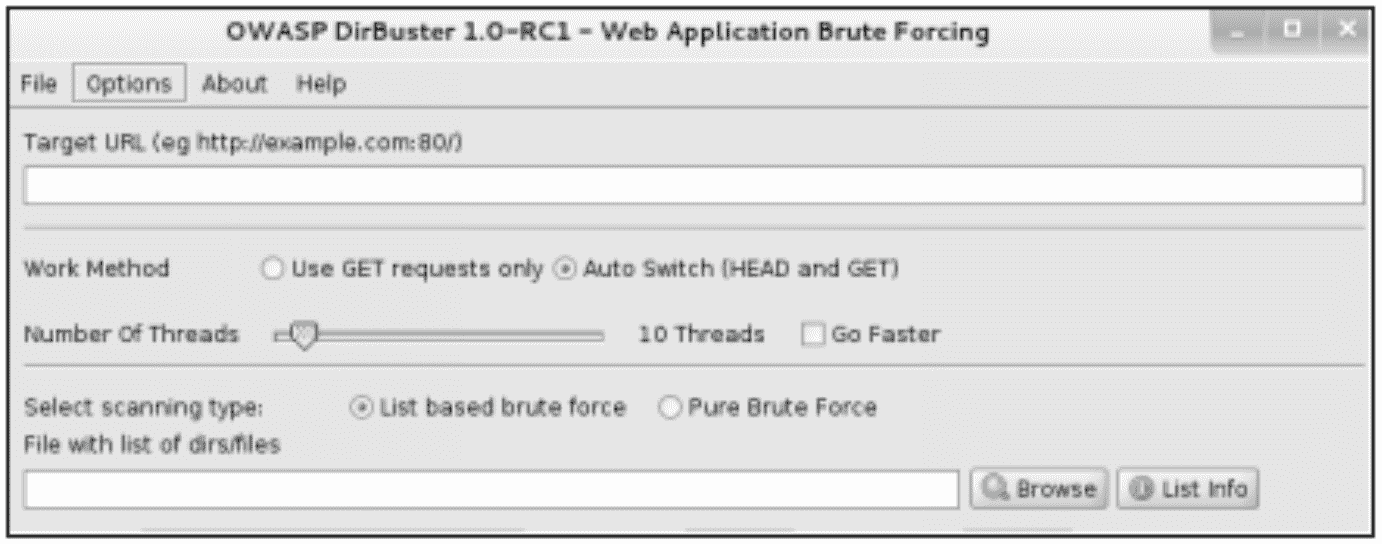 OWASP DirBuster 1.0-RC1 - Web Application Brute Forcing
File Options About Help
Target URL (eg http://example.com:80/)
Work Method Use GET requests only Auto Switch (HEAD and GET)
Number Of Threads 10 Threads Go Faster
Select scanning type: List based brute force Pure Brute Force
File with list of dirs/files
Browse List Info